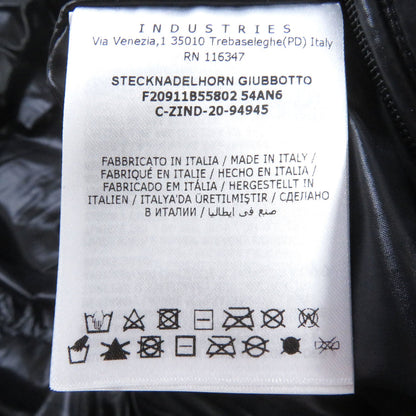 INDUSTRIES
Via Venezia,1 35010 Trebaseleghe(PD) Italy
RN 116347
STECKNADELHORN GIUBBOTTO
F20911B55802 54AN6
C-ZIND-20-94945
FABBRICATO IN ITALIA / MADE IN ITALY /
FABRIQUÉ EN ITALIE / HECHO EN ITALIA /
FABRICADO EM ITÁLIA / HERGESTELLT IN
ITALIEN / ITALYA'DA ÜRETILMIŞTIR / СДЕЛАНО
В ИТАЛИИ / صنع في ايطاليا